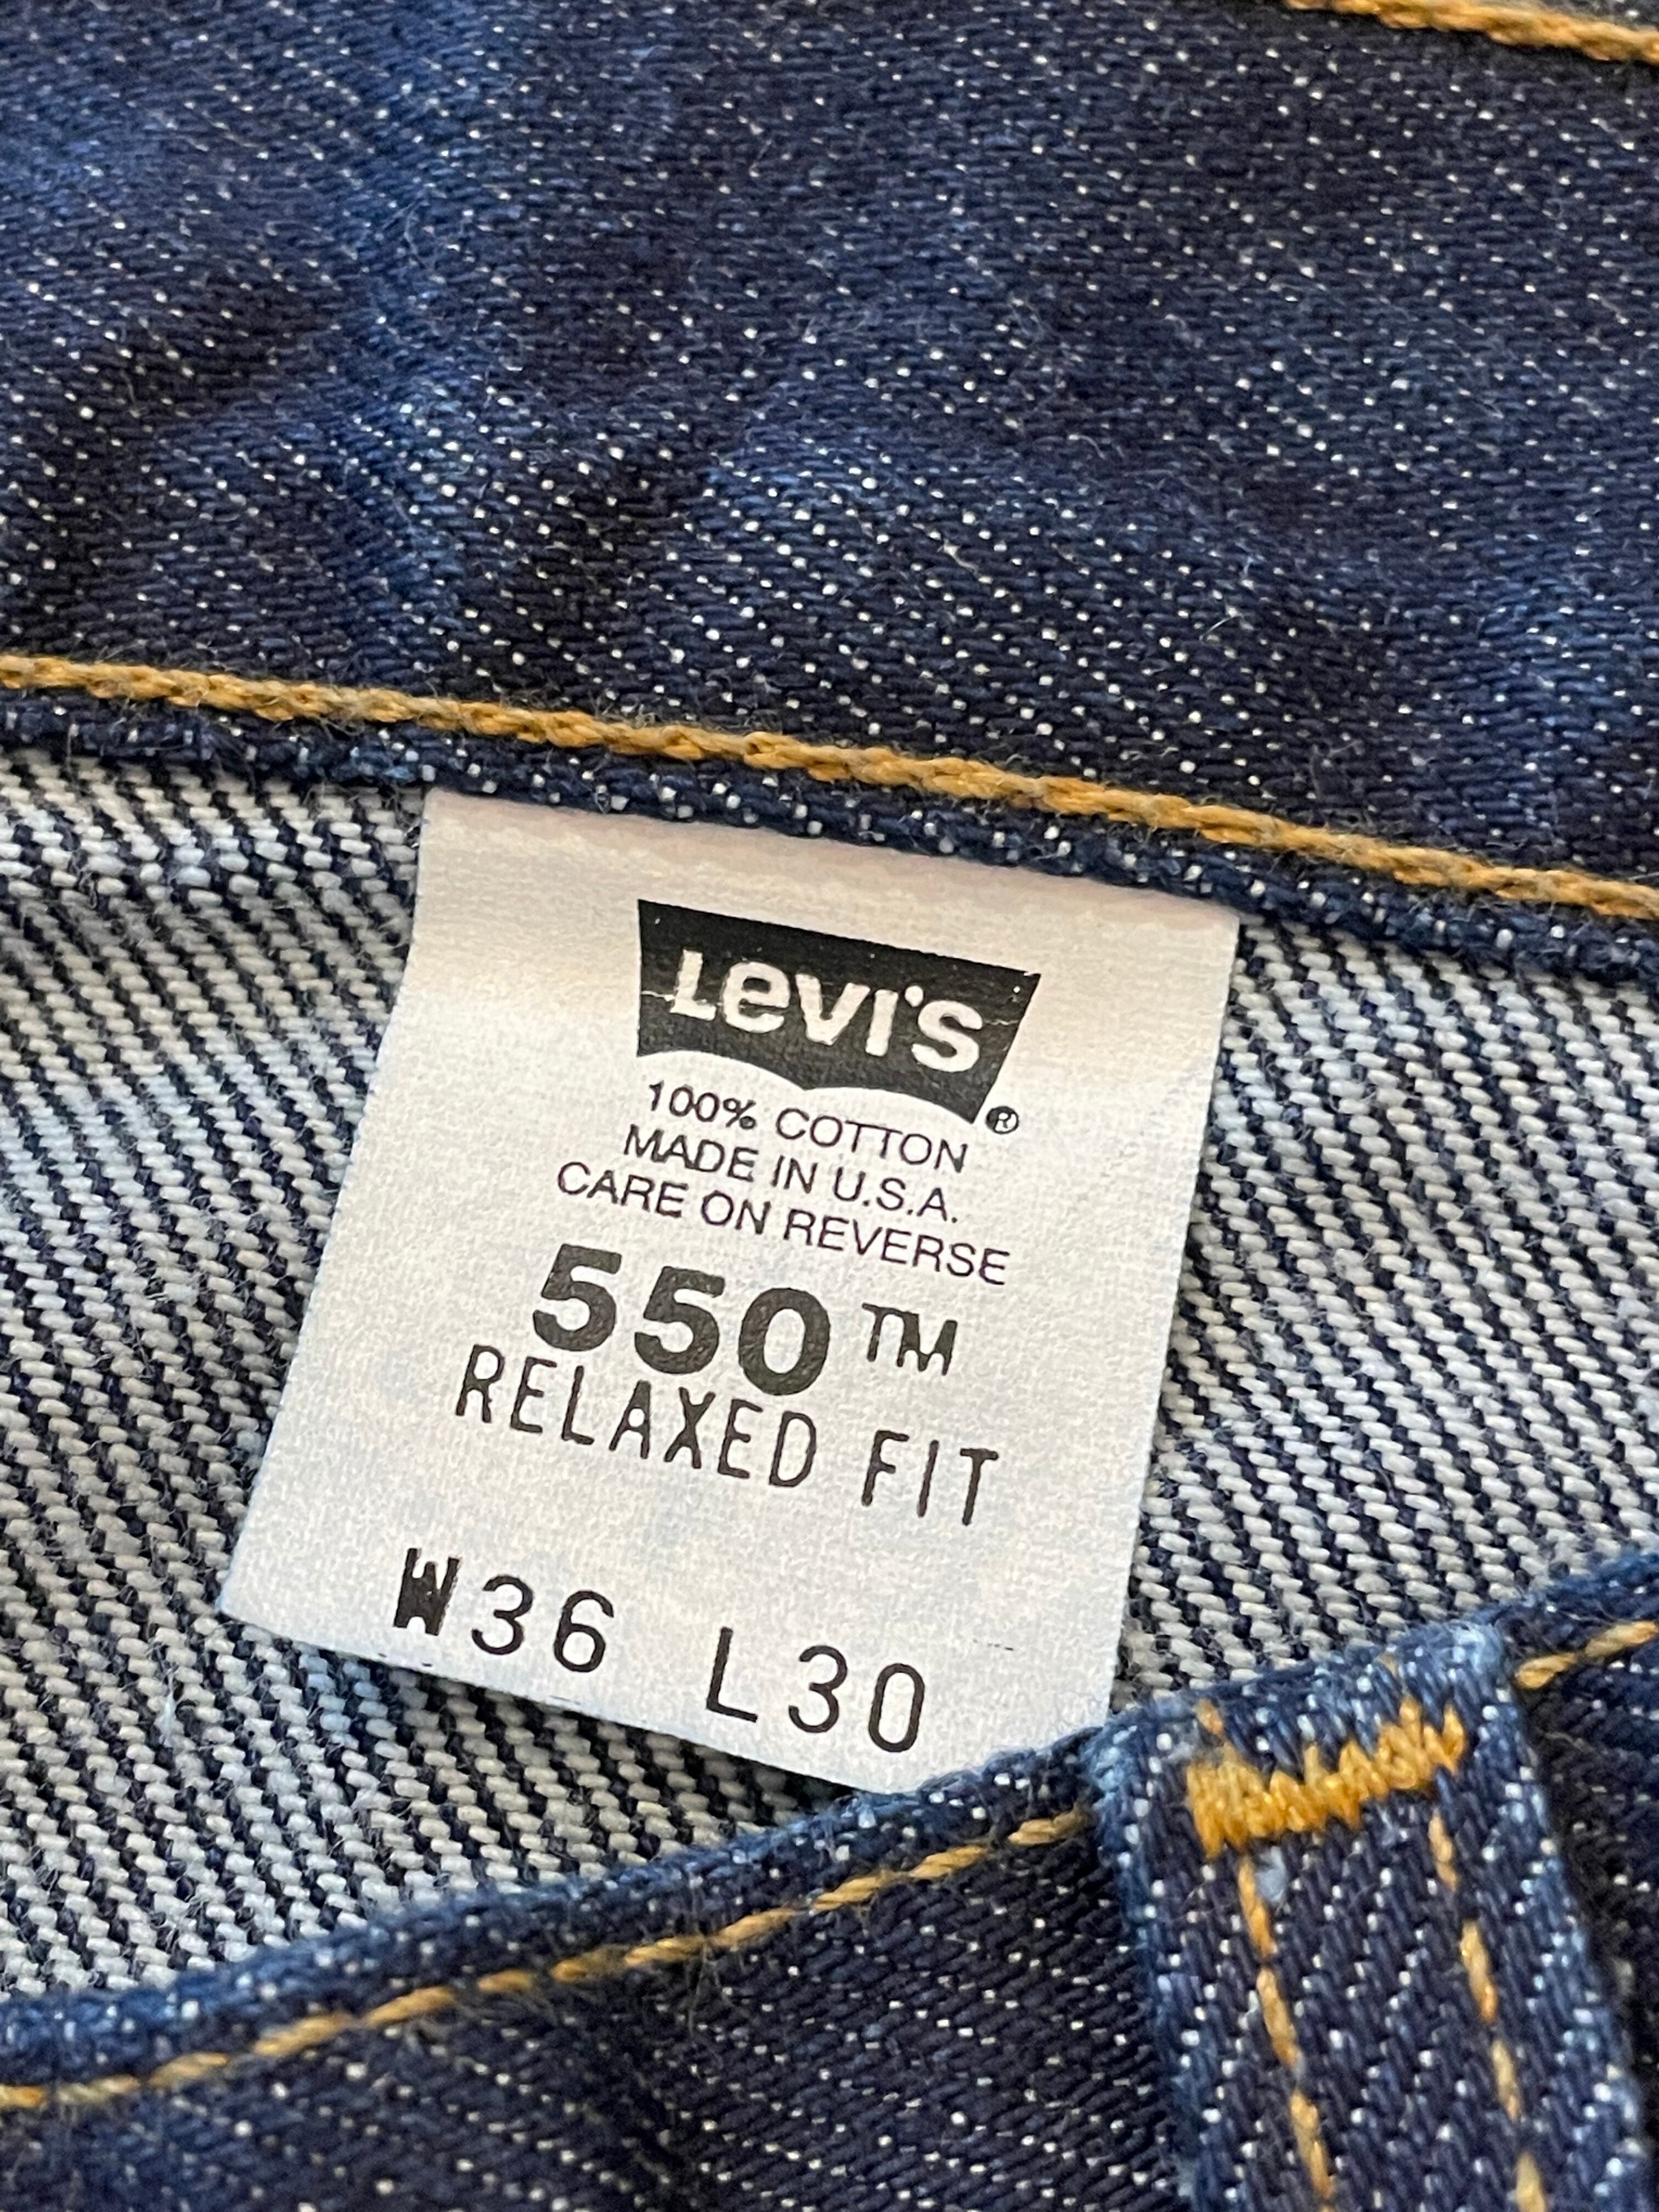 Levi's ®
100% COTTON
MADE IN U.S.A.
CARE ON REVERSE
550™
RELAXED FIT
W36 L30